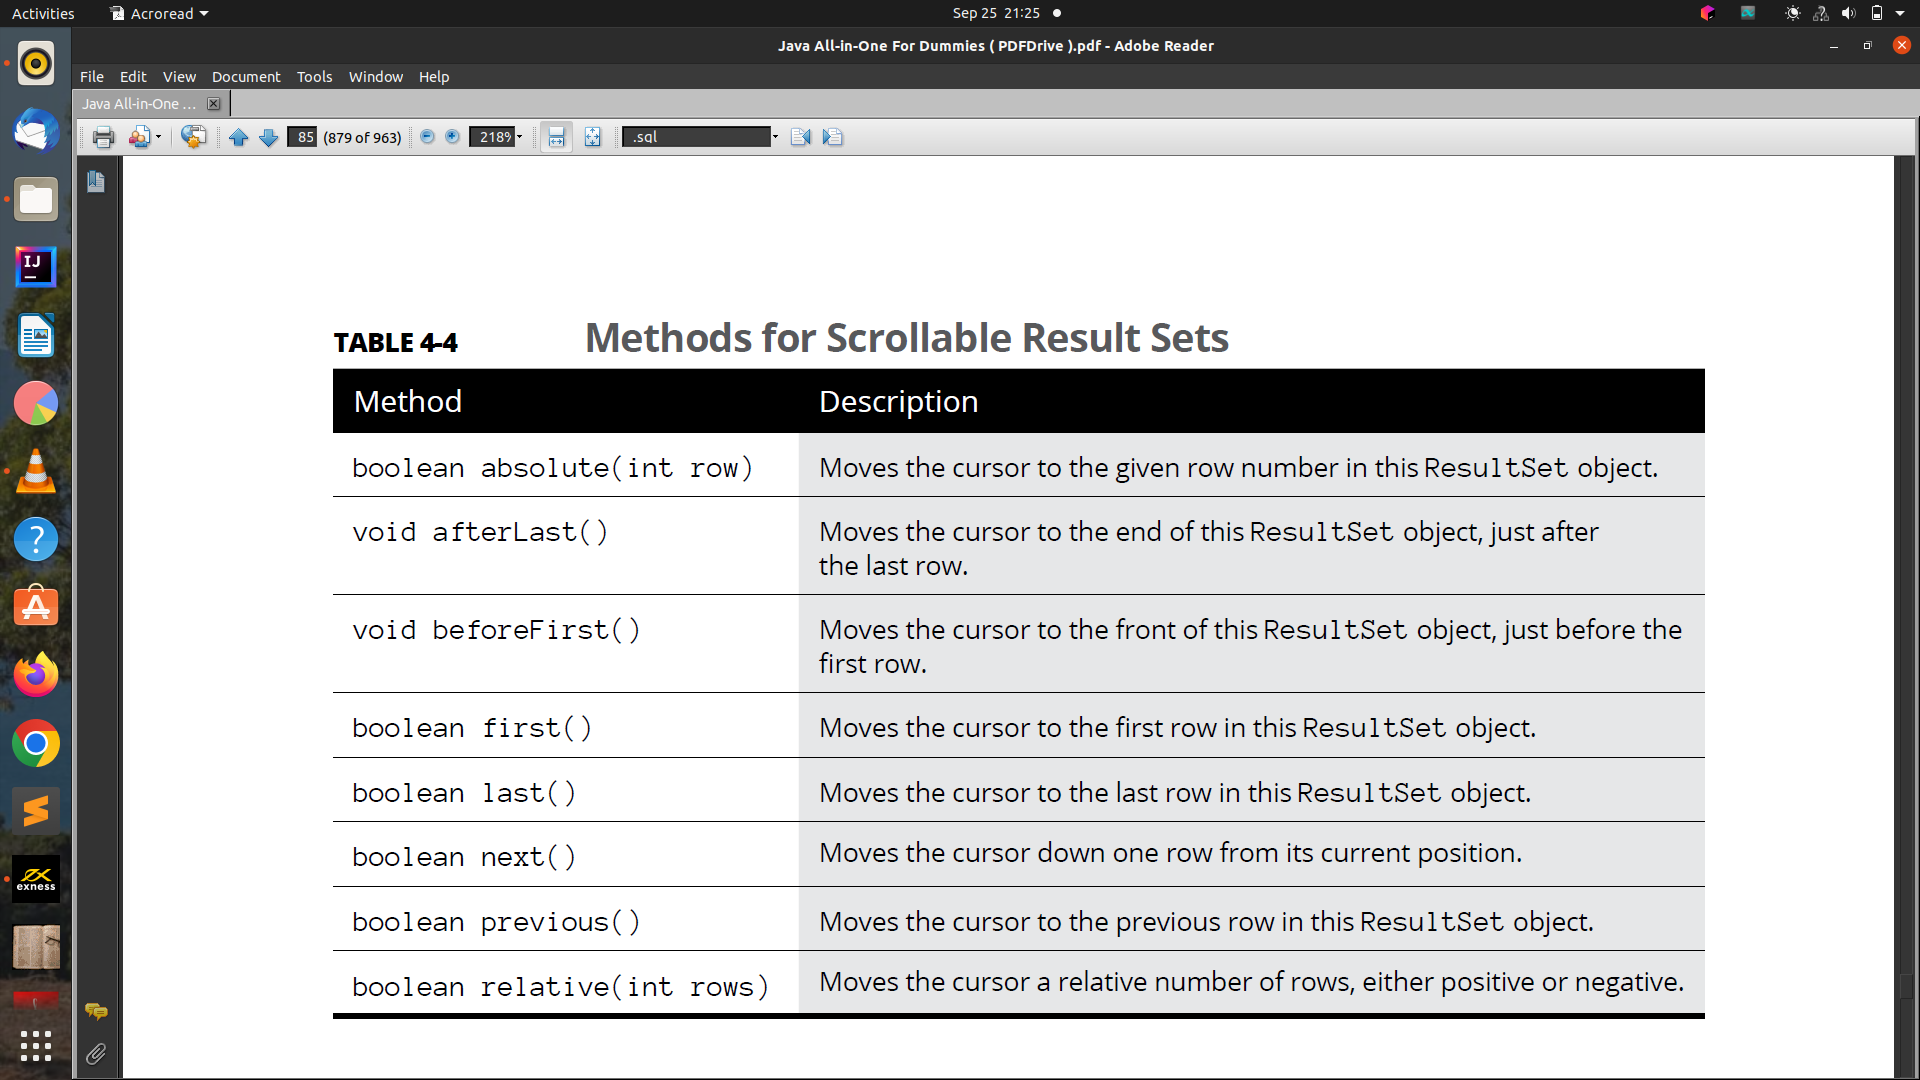 Activities Acroread Sep 25 21:25
Java All-in-One For Dummies ( PDFDrive ).pdf - Adobe Reader
File Edit View Document Tools Window Help
Java All-in-One ...
85 (879 of 963) 218% .sql
TABLE 4-4 Methods for Scrollable Result Sets
Method Description
boolean absolute(int row) Moves the cursor to the given row number in this ResultSet object.
void afterLast() Moves the cursor to the end of this ResultSet object, just after
the last row.
void beforeFirst() Moves the cursor to the front of this ResultSet object, just before the
first row.
boolean first() Moves the cursor to the first row in this ResultSet object.
boolean last() Moves the cursor to the last row in this ResultSet object.
boolean next() Moves the cursor down one row from its current position.
boolean previous() Moves the cursor to the previous row in this ResultSet object.
boolean relative(int rows) Moves the cursor a relative number of rows, either positive or negative.
IJ
exness